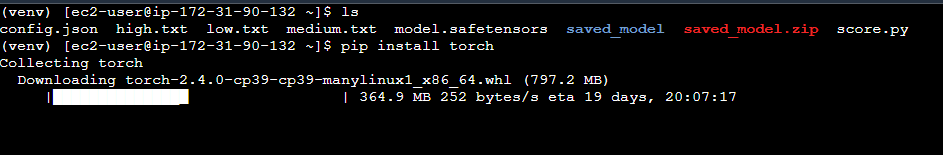 (venv) [ec2-user@ip-172-31-90-132 ~]$ ls
config.json high.txt low.txt medium.txt model.safetensors saved_model saved_model.zip score.py
(venv) [ec2-user@ip-172-31-90-132 ~]$ pip install torch
Collecting torch
Downloading torch-2.4.0-cp39-cp39-manylinux1_x86_64.whl (797.2 MB)
| | 364.9 MB 252 bytes/s eta 19 days, 20:07:17